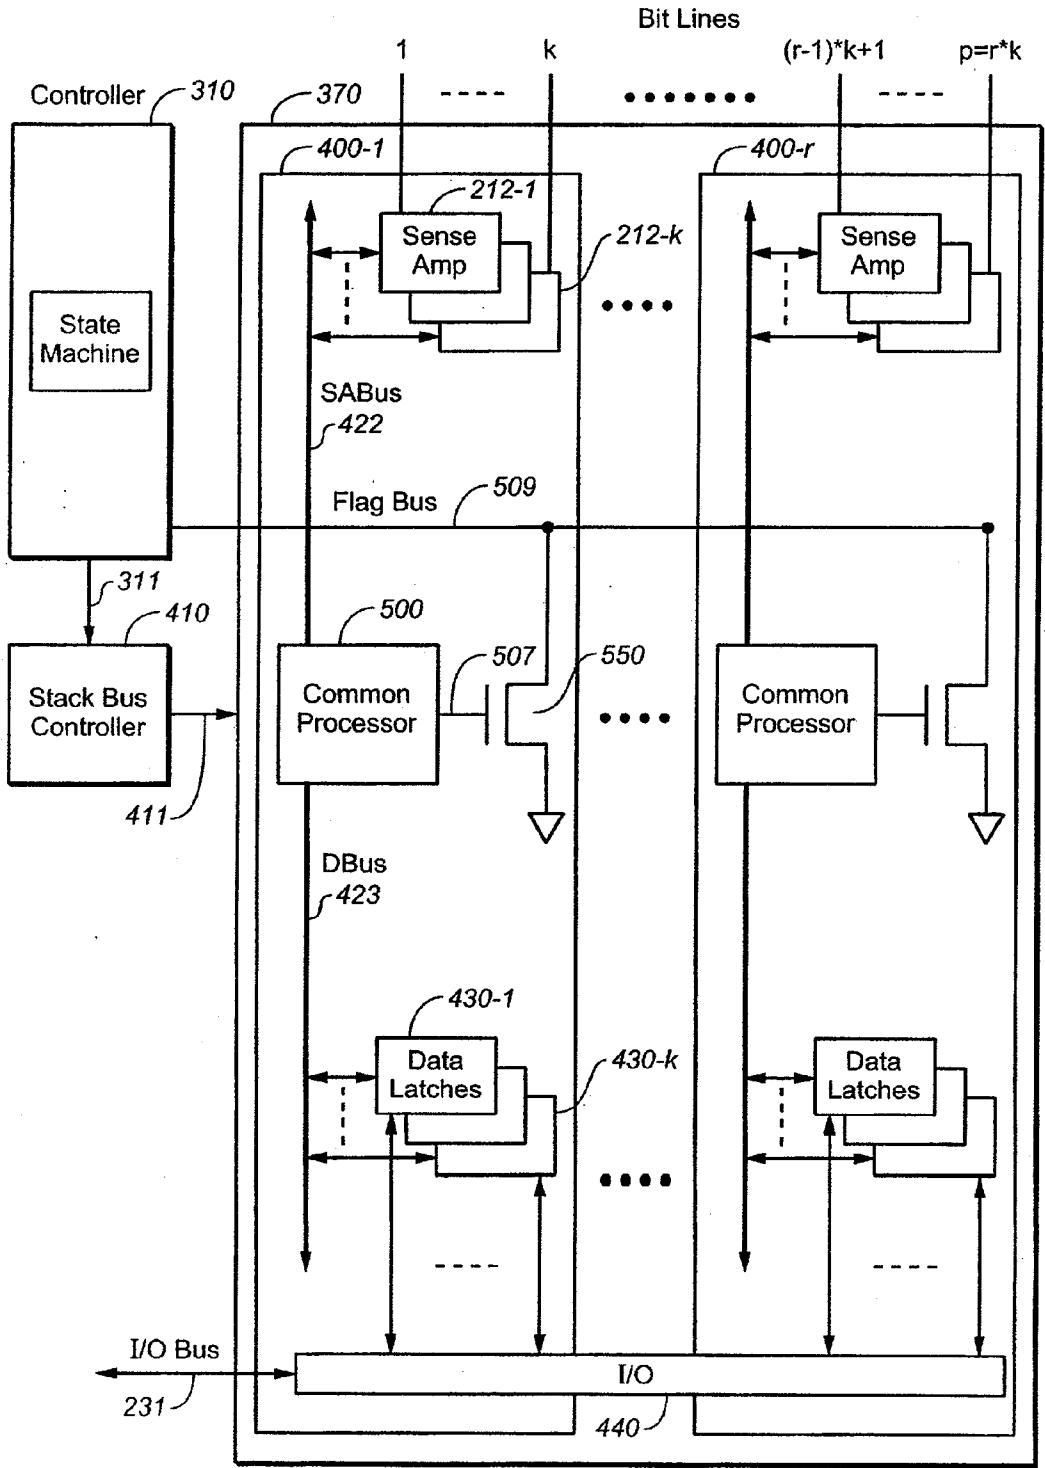 Bit Lines
1
k
(r-1)*k+1
p=r*k
Controller
310
370
400-1
400-r
212-1
Sense
Amp
212-k
Sense
Amp
State
Machine
SABus
422
Flag Bus
509
311
410
500
507
550
Stack Bus
Controller
Common
Processor
Common
Processor
411
DBus
423
430-1
Data
Latches
430-k
Data
Latches
I/O Bus
231
I/O
440